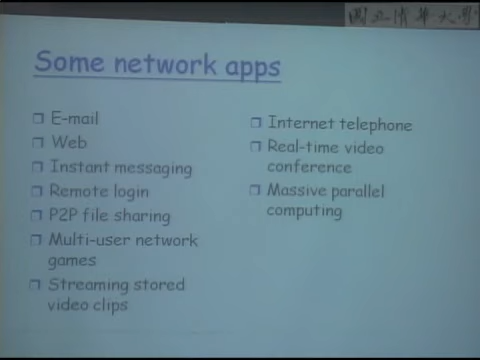 國立清華大學
Some network apps
E-mail
Web
Instant messaging
Remote login
P2P file sharing
Multi-user network
games
Streaming stored
video clips
Internet telephone
Real-time video
conference
Massive parallel
computing